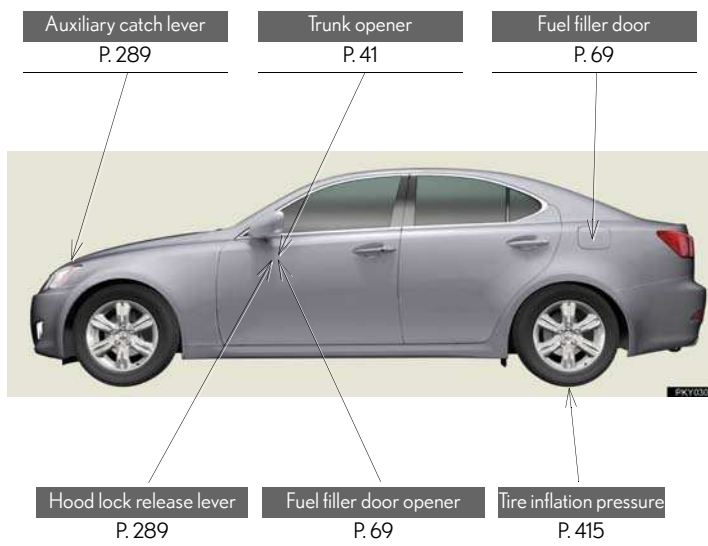 Auxiliary catch lever
P. 289
Trunk opener
P. 41
Fuel filler door
P. 69
PKY030
Hood lock release lever
P. 289
Fuel filler door opener
P. 69
Tire inflation pressure
P. 415